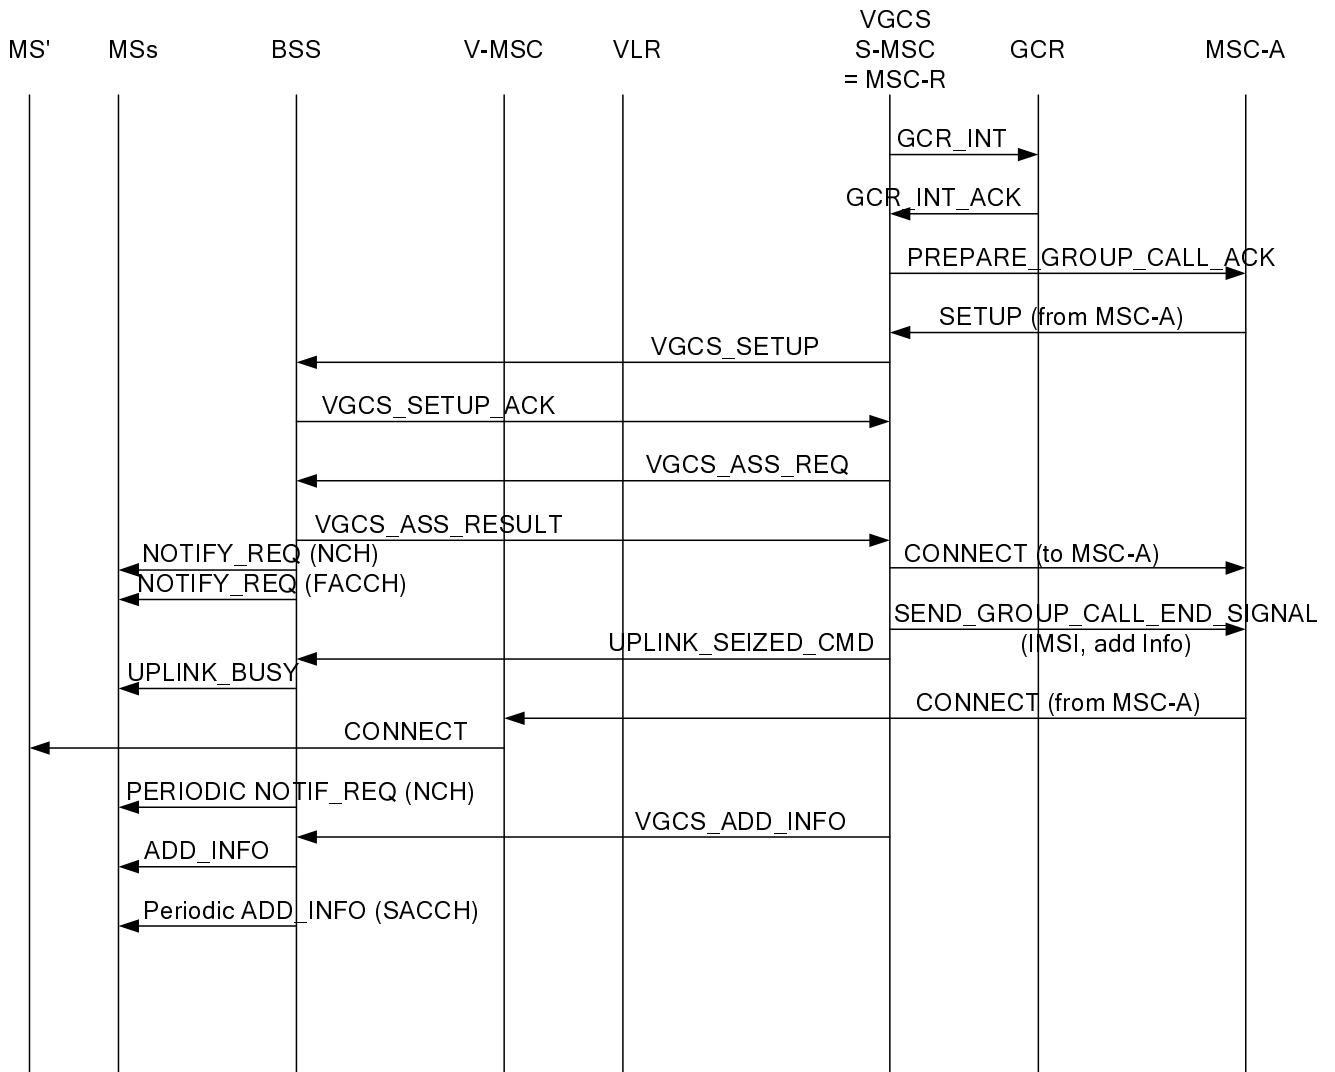 VGCS
MS' MSs BSS V-MSC VLR S-MSC GCR MSC-A
= MSC-R
GCR_INT
GCR_INT_ACK
PREPARE_GROUP_CALL_ACK
SETUP (from MSC-A)
VGCS_SETUP
VGCS_SETUP_ACK
VGCS_ASS_REQ
VGCS_ASS_RESULT
NOTIFY_REQ (NCH)
CONNECT (to MSC-A)
NOTIFY_REQ (FACCH)
SEND_GROUP_CALL_END_SIGNAL
(IMSI, add Info)
UPLINK_SEIZED_CMD
UPLINK_BUSY
CONNECT (from MSC-A)
CONNECT
PERIODIC NOTIF_REQ (NCH)
VGCS_ADD_INFO
ADD_INFO
Periodic ADD_INFO (SACCH)